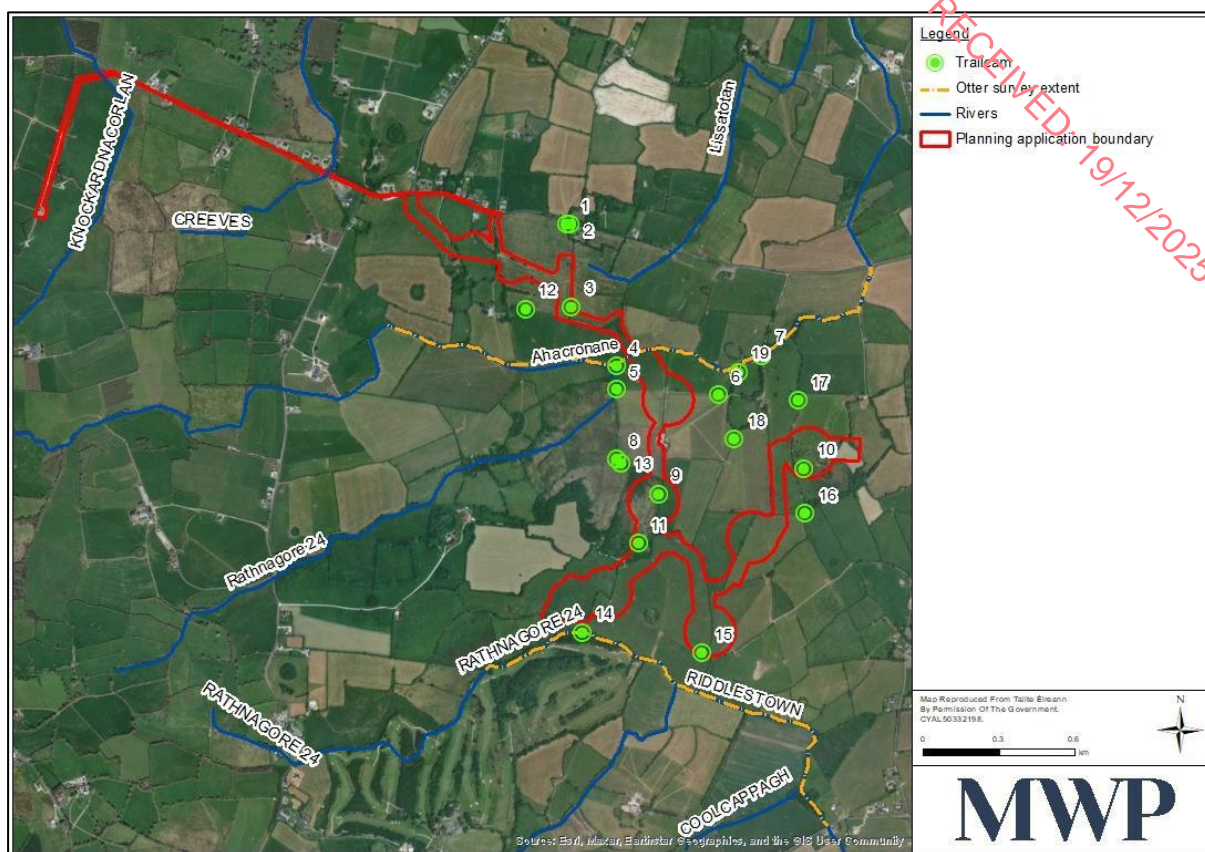 RECEIVED: 19/12/2025
Legend
Trailcam
Otter survey extent
Rivers
Planning application boundary
KNOCKARDNACORLAN
CREEVES
Lissatotan
1
2
12
3
Ahacronane
4
5
7
19
6
17
18
8
13
10
9
16
11
Rathnagore 24
RATHNAGORE 24
14
15
RIDDLESTOWN
RATHNAGORE 24
COOLCAPPAGH
Source: Esri, Maxar, Earthstar Geographics, and the GIS User Community
Map Reproduced From Tailte Éireann
By Permission Of The Government.
CYAL50332198.
N
0 0.3 0.6
km
MWP